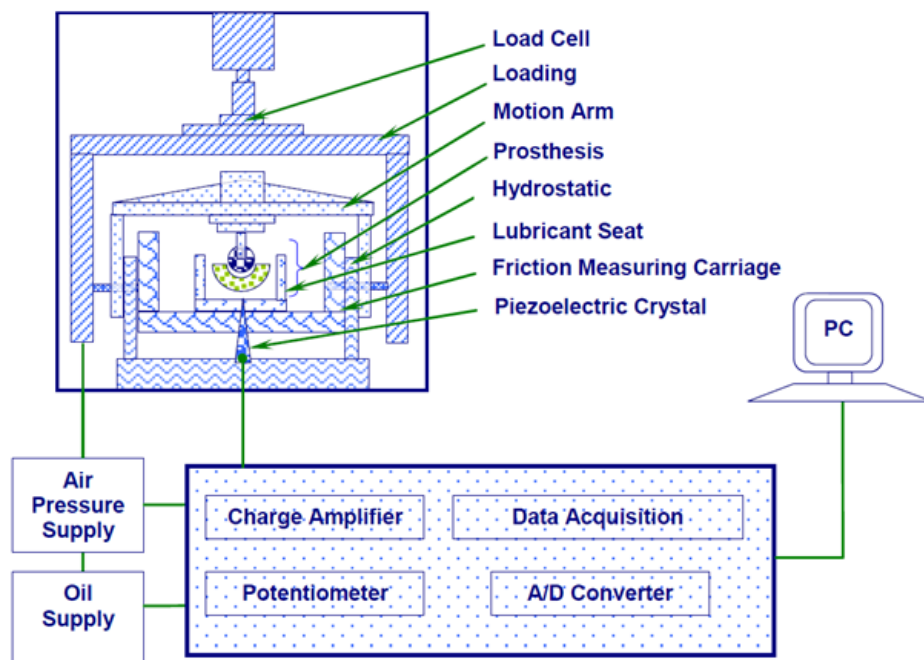 Load Cell
Loading
Motion Arm
Prosthesis
Hydrostatic
Lubricant Seat
Friction Measuring Carriage
Piezoelectric Crystal
PC
Air
Pressure
Supply
Charge Amplifier
Data Acquisition
Oil
Supply
Potentiometer
A/D Converter